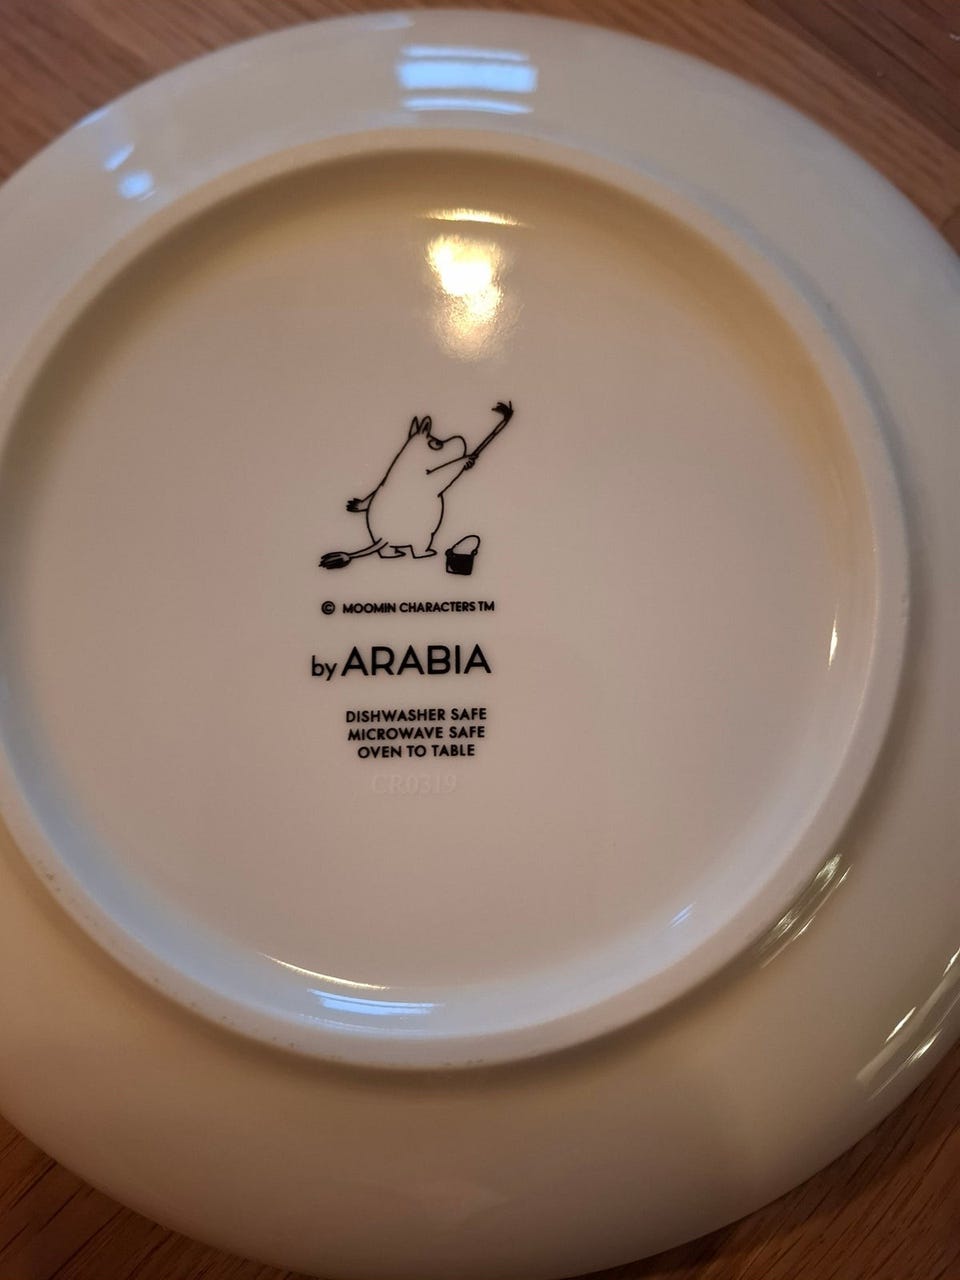 © MOOMIN CHARACTERS TM
by ARABIA
DISHWASHER SAFE
MICROWAVE SAFE
OVEN TO TABLE
CR0319